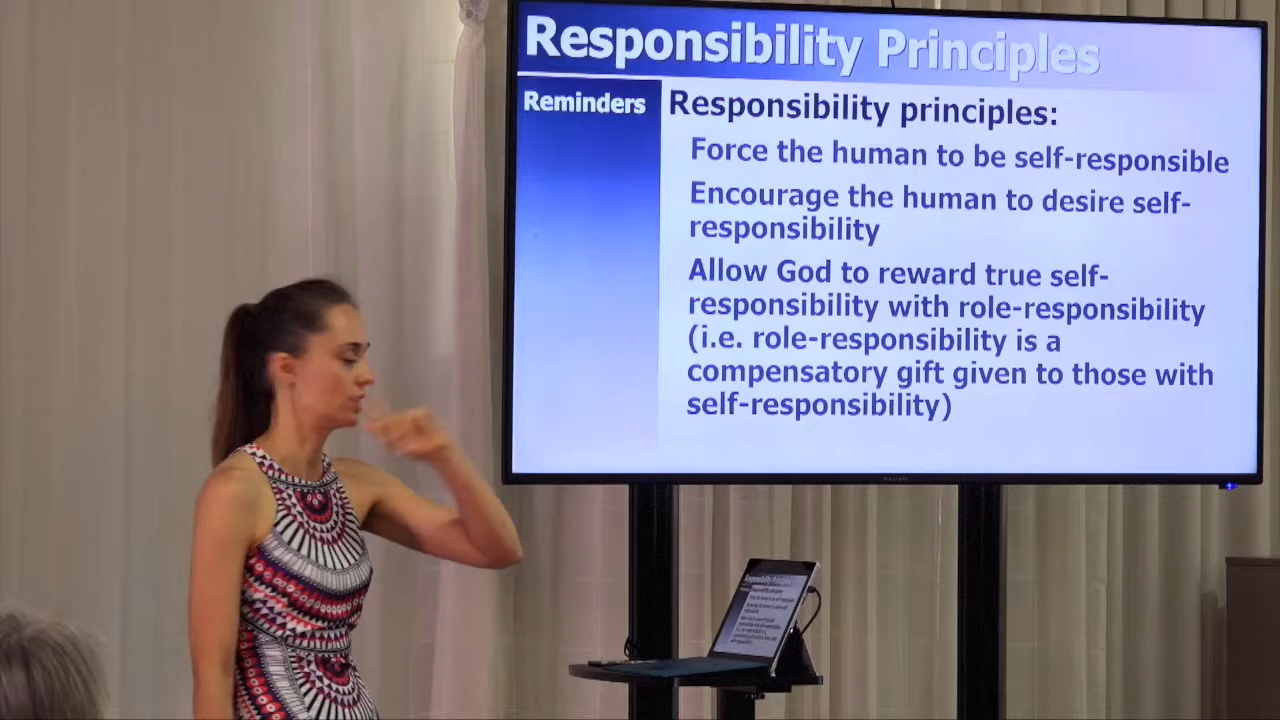 Responsibility Principles
Reminders
Responsibility principles:
Force the human to be self-responsible
Encourage the human to desire self-
responsibility
Allow God to reward true self-
responsibility with role-responsibility
(i.e. role-responsibility is a
compensatory gift given to those with
self-responsibility)
Responsibility Principles